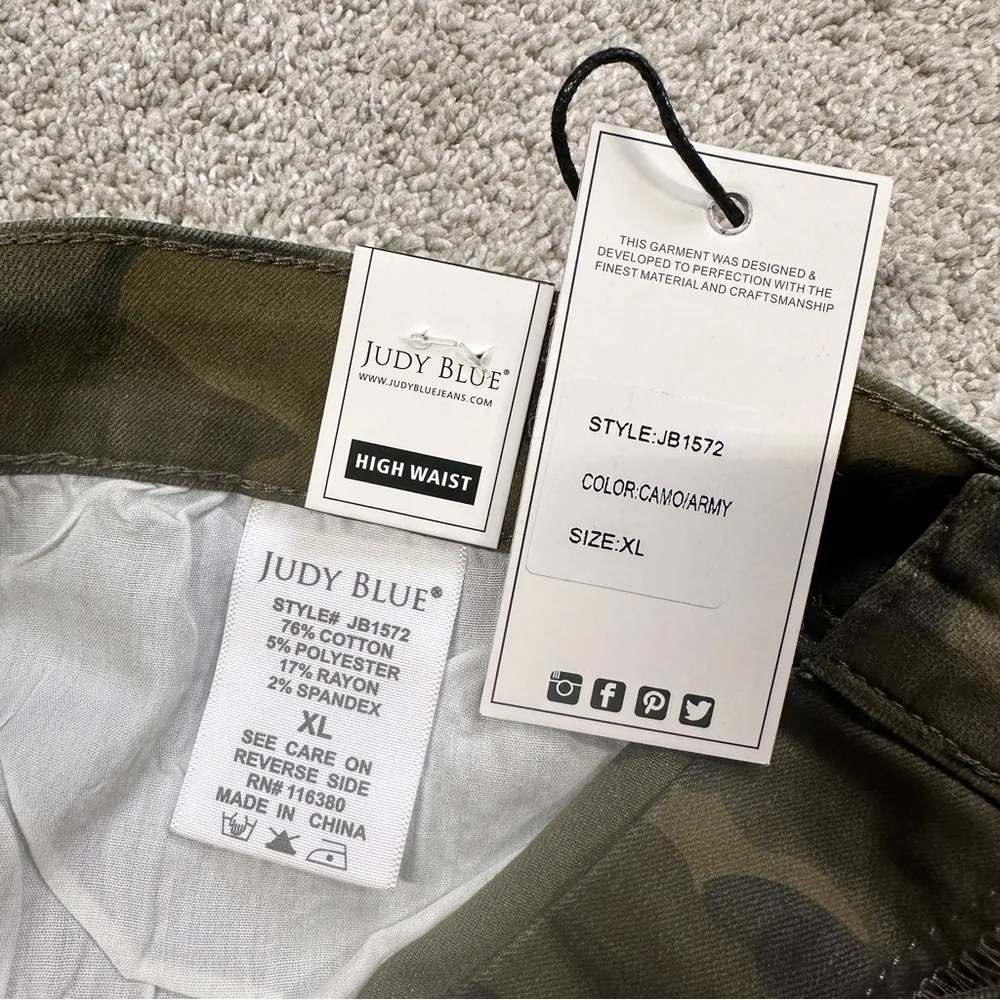 THIS GARMENT WAS DESIGNED &
DEVELOPED TO PERFECTION WITH THE
FINEST MATERIAL AND CRAFTSMANSHIP
STYLE:JB1572
COLOR:CAMO/ARMY
SIZE:XL
JUDY BLUE®
WWW.JUDYBLUEJEANS.COM
HIGH WAIST
JUDY BLUE®
STYLE# JB1572
76% COTTON
5% POLYESTER
17% RAYON
2% SPANDEX
XL
SEE CARE ON
REVERSE SIDE
RN# 116380
MADE IN CHINA